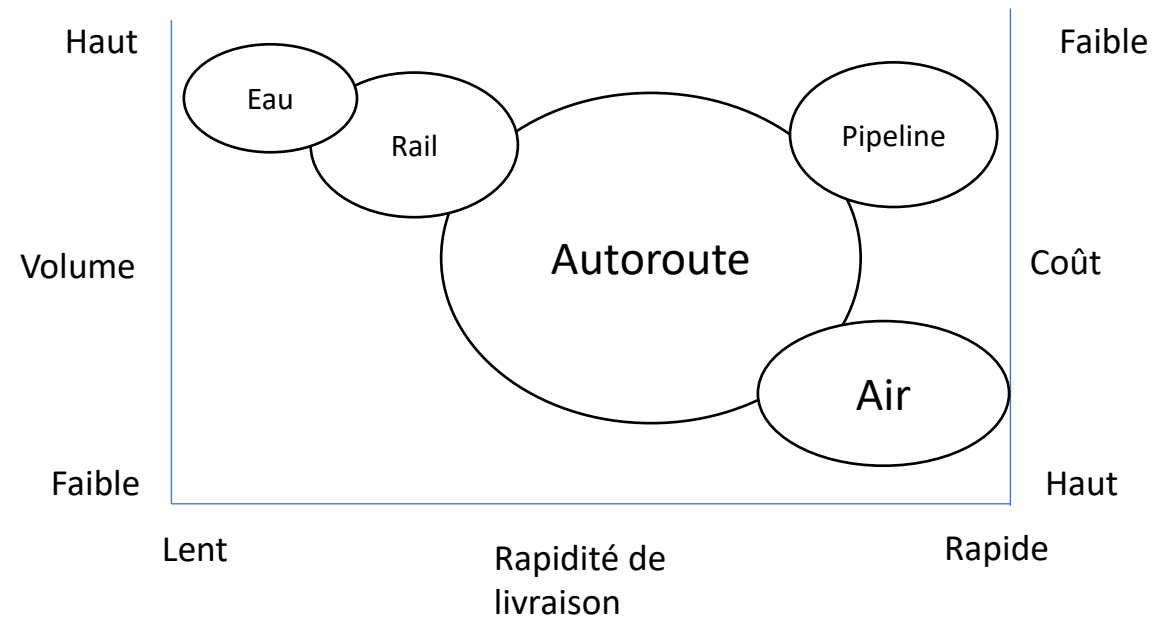 Haut
Faible
Eau
Rail
Pipeline
Autoroute
Volume
Coût
Air
Faible
Haut
Lent
Rapidité de
livraison
Rapide